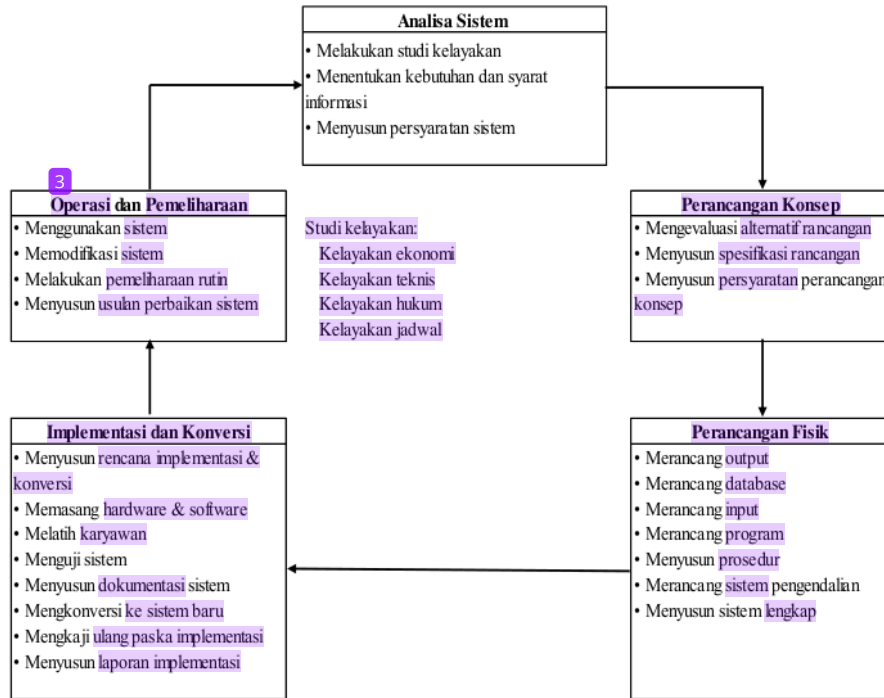 Analisa Sistem
• Melakukan studi kelayakan
• Menentukan kebutuhan dan syarat
informasi
• Menyusun persyaratan sistem
3
Operasi dan Pemeliharaan
• Menggunakan sistem
• Memodifikasi sistem
• Melakukan pemeliharaan rutin
• Menyusun usulan perbaikan sistem
Studi kelayakan:
Kelayakan ekonomi
Kelayakan teknis
Kelayakan hukum
Kelayakan jadwal
Perancangan Konsep
• Mengevaluasi alternatif rancangan
• Menyusun spesifikasi rancangan
• Menyusun persyaratan perancangan
konsep
Implementasi dan Konversi
• Menyusun rencana implementasi &
konversi
• Memasang hardware & software
• Melatih karyawan
• Menguji sistem
• Menyusun dokumentasi sistem
• Mengkonversi ke sistem baru
• Mengkaji ulang paska implementasi
• Menyusun laporan implementasi
Perancangan Fisik
• Merancang output
• Merancang database
• Merancang input
• Merancang program
• Menyusun prosedur
• Merancang sistem pengendalian
• Menyusun sistem lengkap